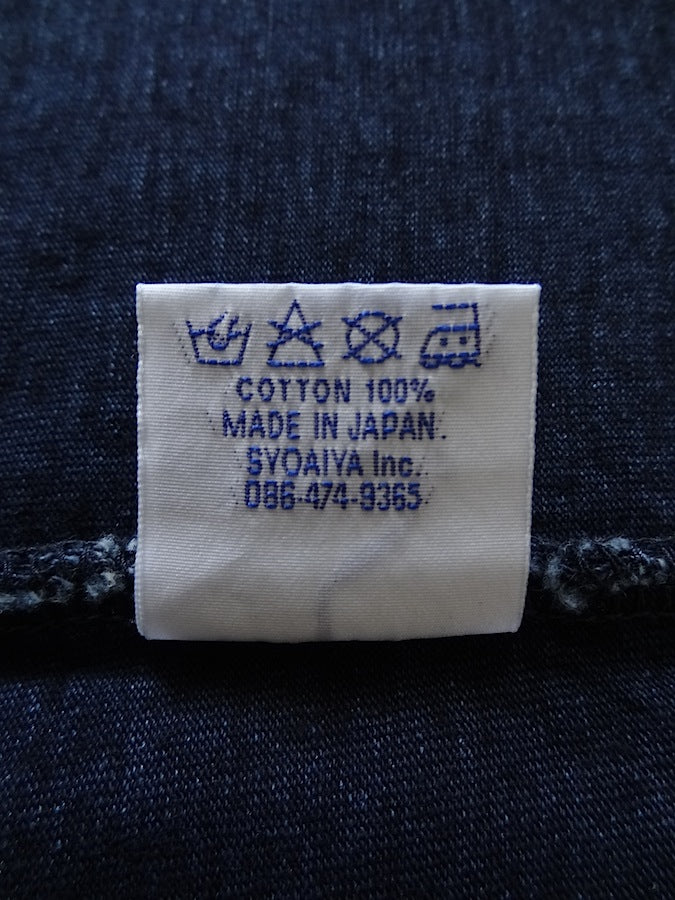 COTTON 100%
MADE IN JAPAN.
SYOAIYA Inc.
086-474-9365